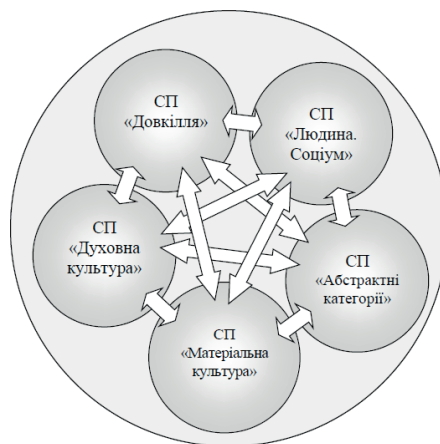 СП
«Довкілля»
СП
«Людина.
Соціум»
СП
«Духовна
культура»
СП
«Абстрактні
категорії»
СП
«Матеріальна
культура»